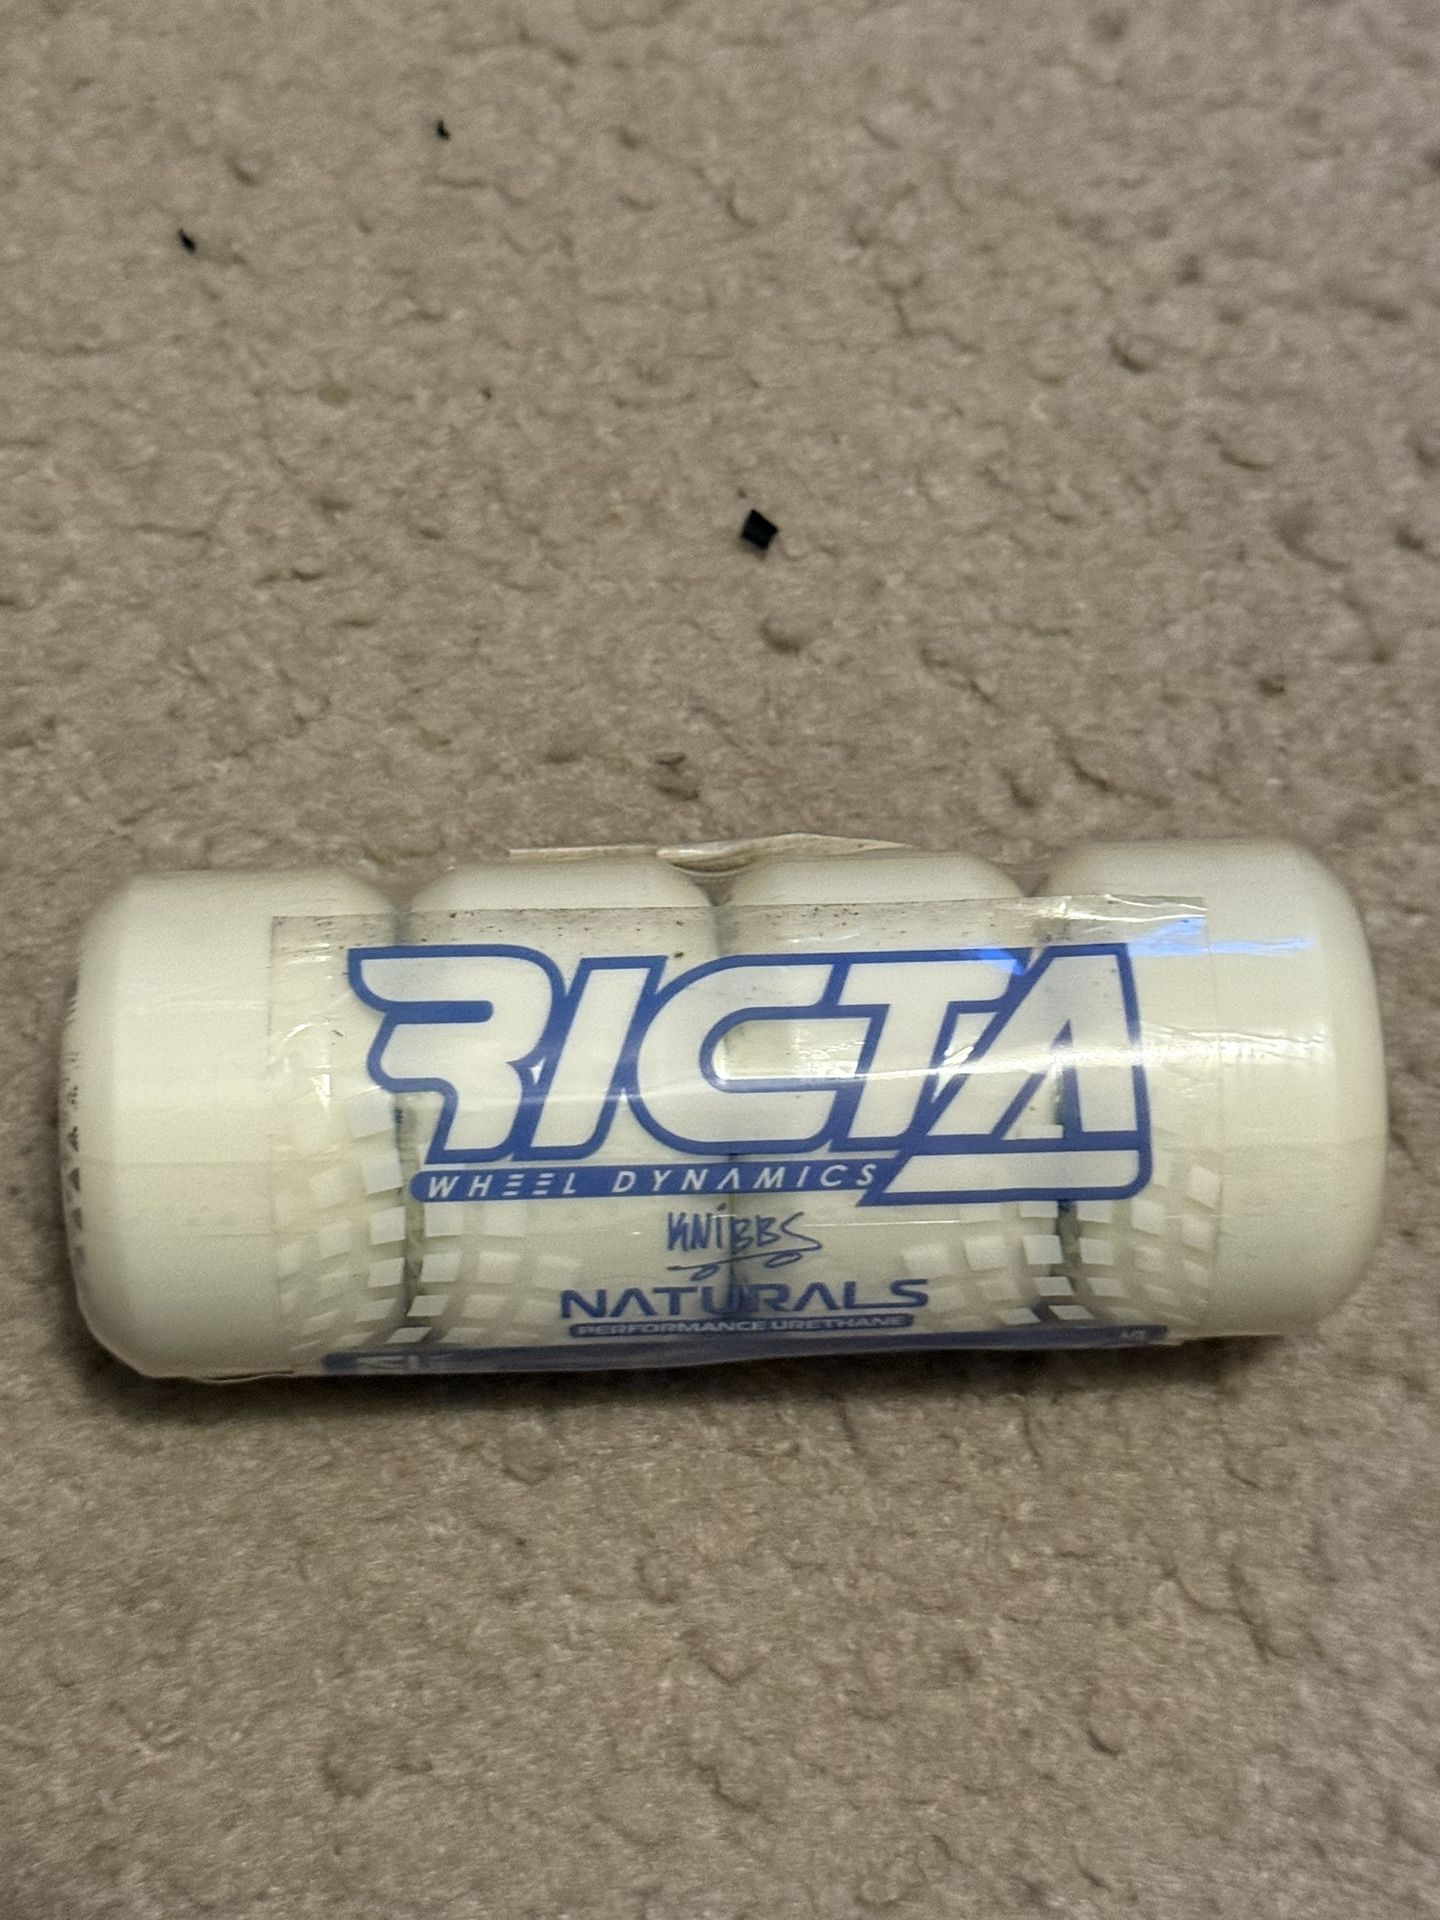 RICTA
WHEEL DYNAMICS
KNIBBS
NATURALS
PERFORMANCE URETHANE